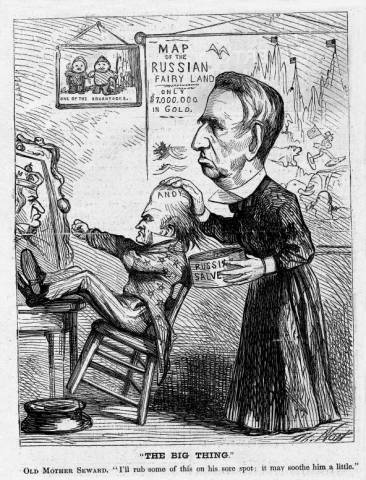 MAP
OF THE
RUSSIAN
FAIRY LAND
ONLY
$7,000,000
IN GOLD.
ONE OF THE ADVANTAGES.
ANDY
RUSSIAN
SALVE
Th. Nast
"THE BIG THING."
OLD MOTHER SEWARD. "I'll rub some of this on his sore spot: it may soothe him a little."